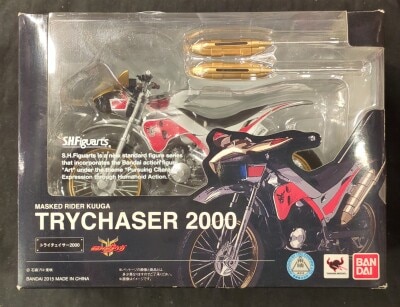 S.H.Figuarts
S.H.Figuarts is a new standard figure series
that incorporates the Bandai action figure
"Art" under the theme "Pursuing
Expression through Humanoid Action."
MASKED RIDER KUUGA
TRYCHASER 2000
トライチェイサー2000
BANDAI 2015 MADE IN CHINA
BAN
DAI